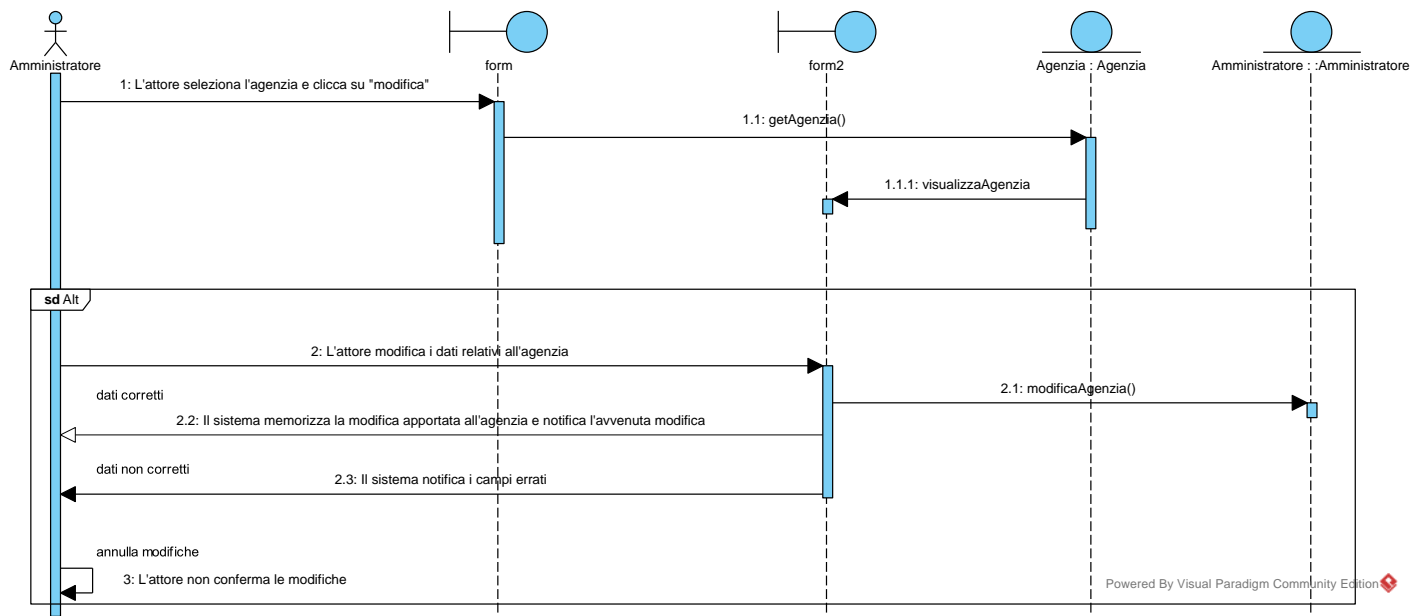 Amministratore
form
form2
Agenzia : Agenzia
Amministratore : :Amministratore
1: L'attore seleziona l'agenzia e clicca su "modifica"
1.1: getAgenzia()
1.1.1: visualizzaAgenzia
sd Alt
2: L'attore modifica i dati relativi all'agenzia
2.1: modificaAgenzia()
dati corretti
2.2: Il sistema memorizza la modifica apportata all'agenzia e notifica l'avvenuta modifica
dati non corretti
2.3: Il sistema notifica i campi errati
annulla modifiche
3: L'attore non conferma le modifiche
Powered By Visual Paradigm Community Edition